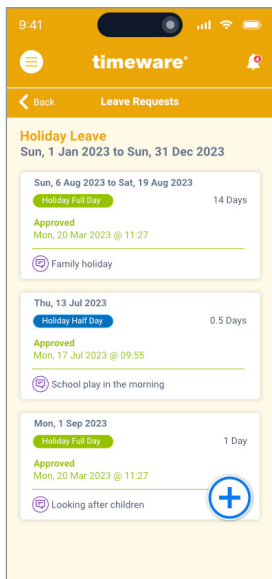 9:41
timeware®
4
Back
Leave Requests
Holiday Leave
Sun, 1 Jan 2023 to Sun, 31 Dec 2023
Sun, 6 Aug 2023 to Sat, 19 Aug 2023
Holiday Full Day
14 Days
Approved
Mon, 20 Mar 2023 @ 11:27
Family holiday
Thu, 13 Jul 2023
Holiday Half Day
0.5 Days
Approved
Mon, 17 Jul 2023 @ 09:55
School play in the morning
Mon, 1 Sep 2023
Holiday Full Day
1 Day
Approved
Mon, 20 Mar 2023 @ 11:27
Looking after children